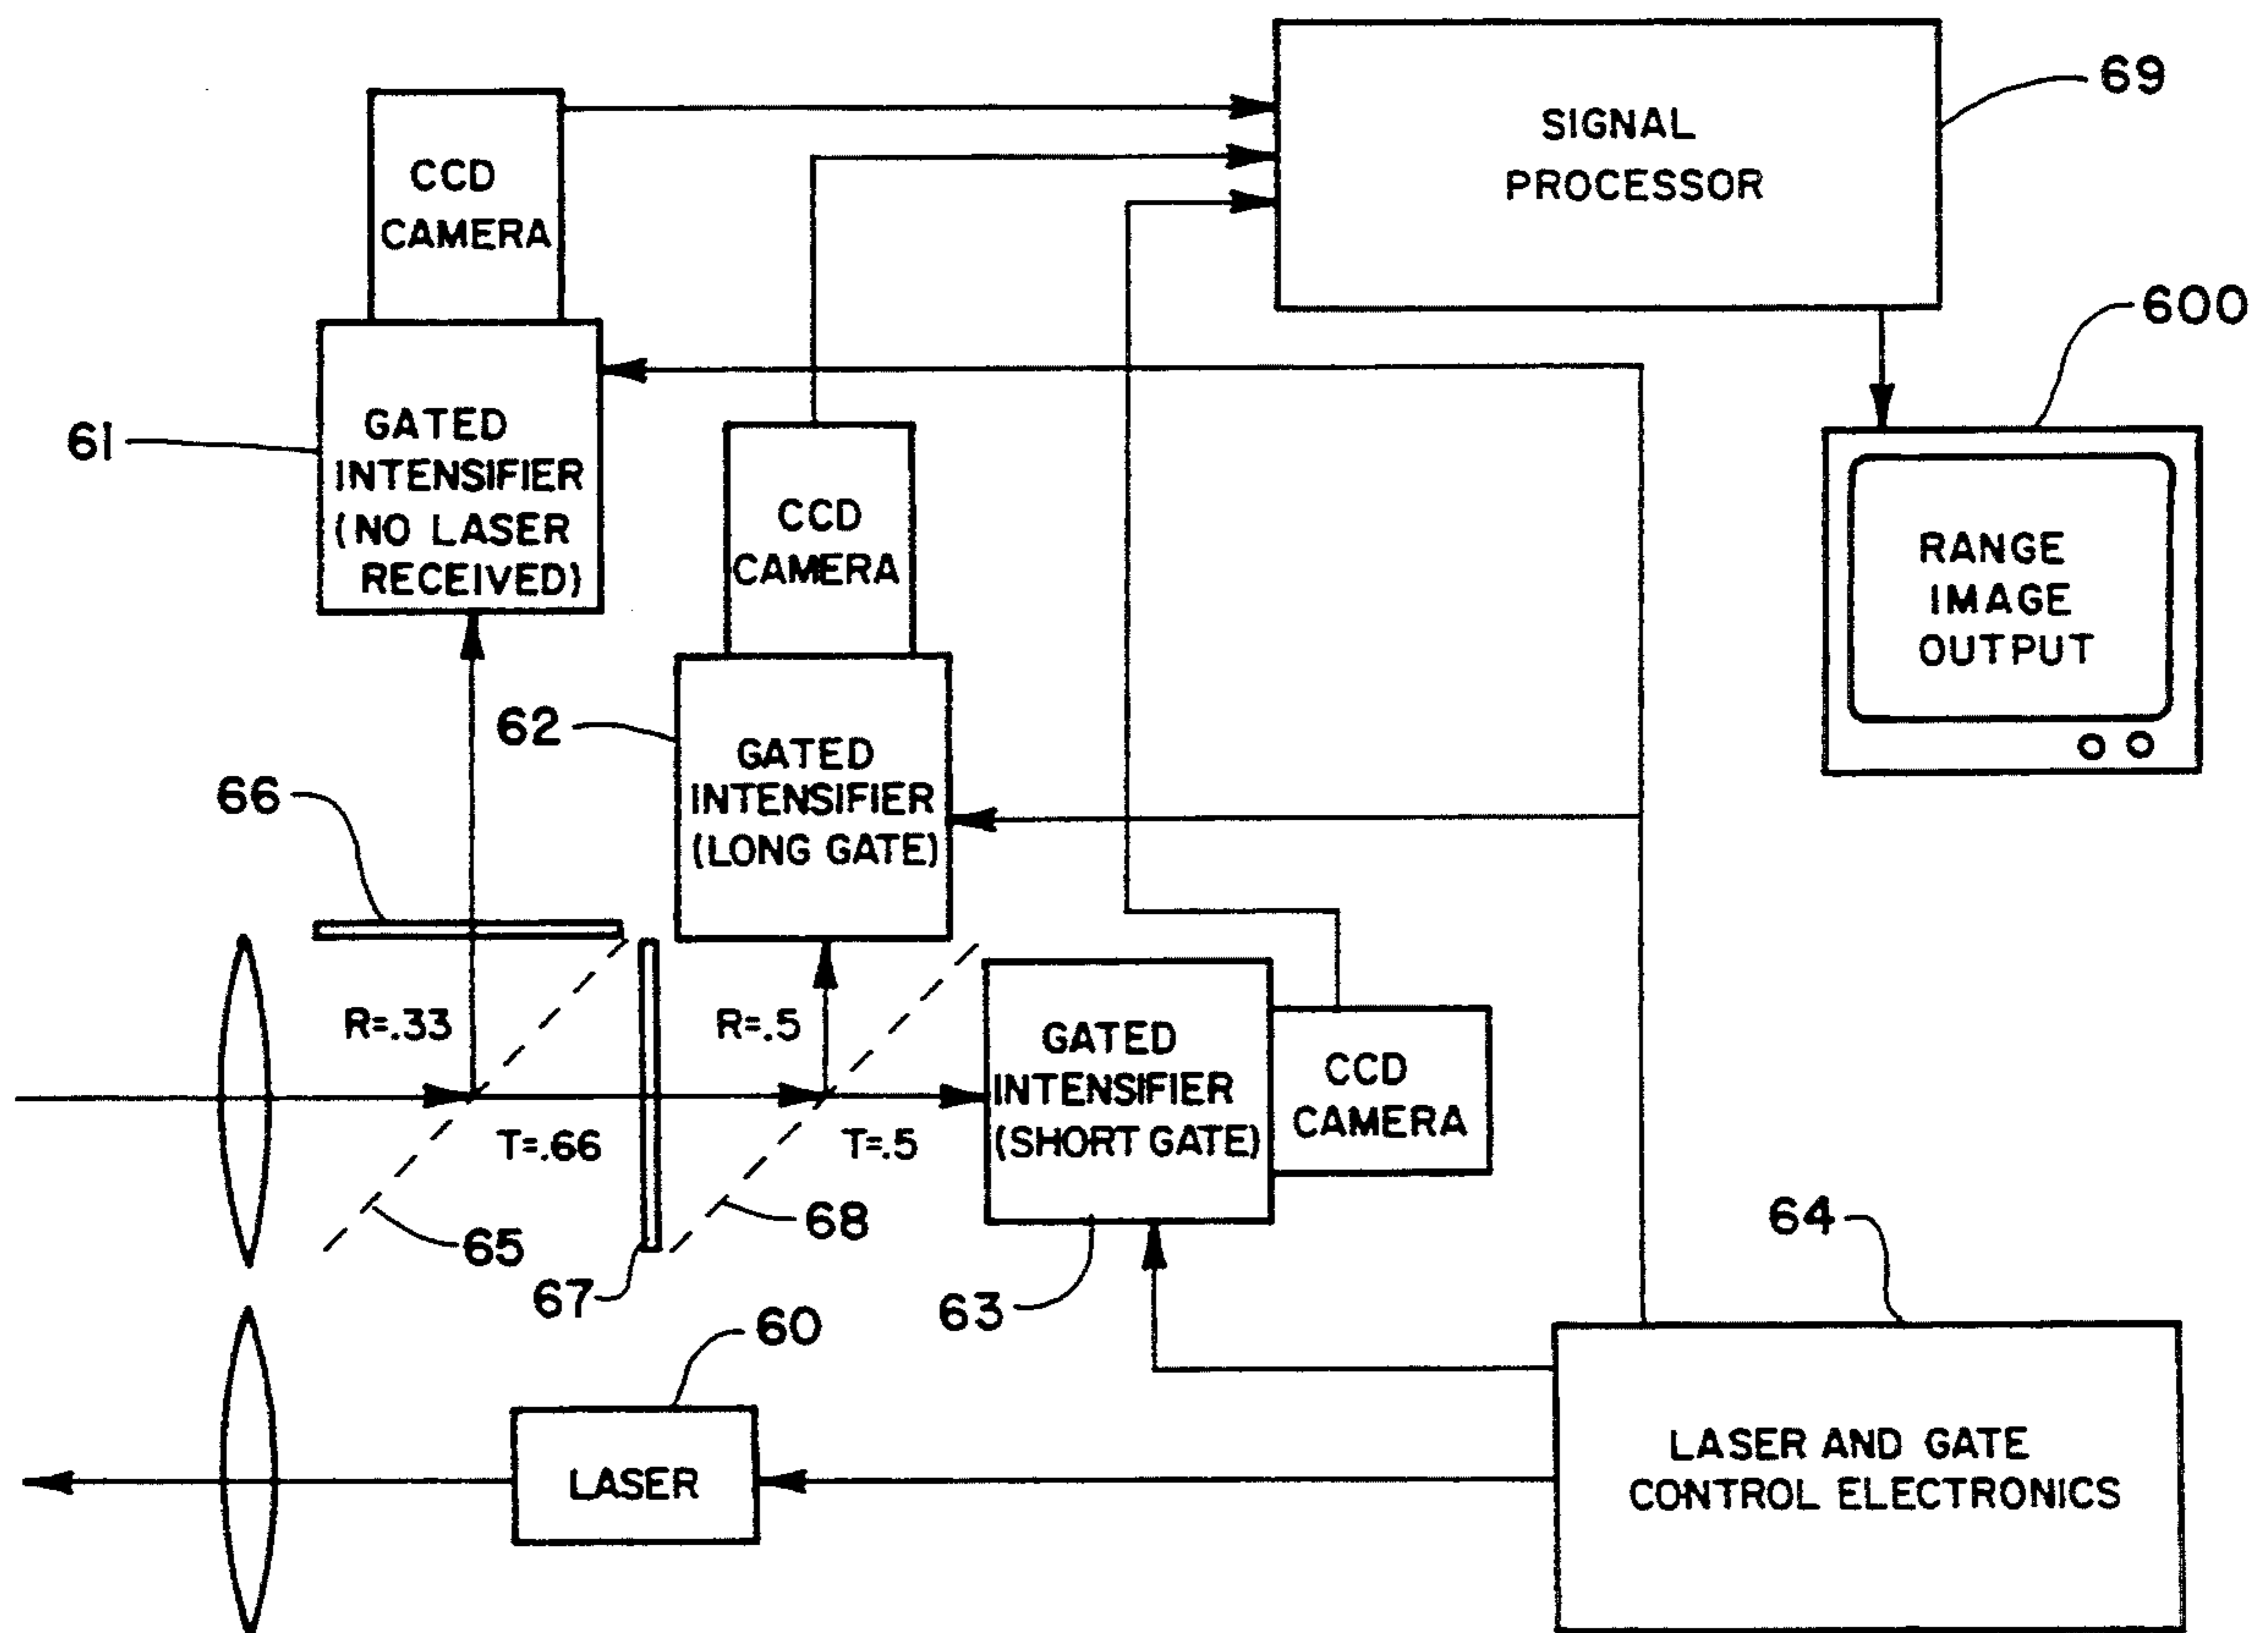 CCD
CAMERA
SIGNAL
PROCESSOR
69
600
61
GATED
INTENSIFIER
(NO LASER
RECEIVED)
CCD
CAMERA
RANGE
IMAGE
OUTPUT
62
GATED
INTENSIFIER
(LONG GATE)
66
R=.33
R=.5
GATED
INTENSIFIER
(SHORT GATE)
CCD
CAMERA
T=.66
T=.5
65
68
67
63
64
60
LASER
LASER AND GATE
CONTROL ELECTRONICS